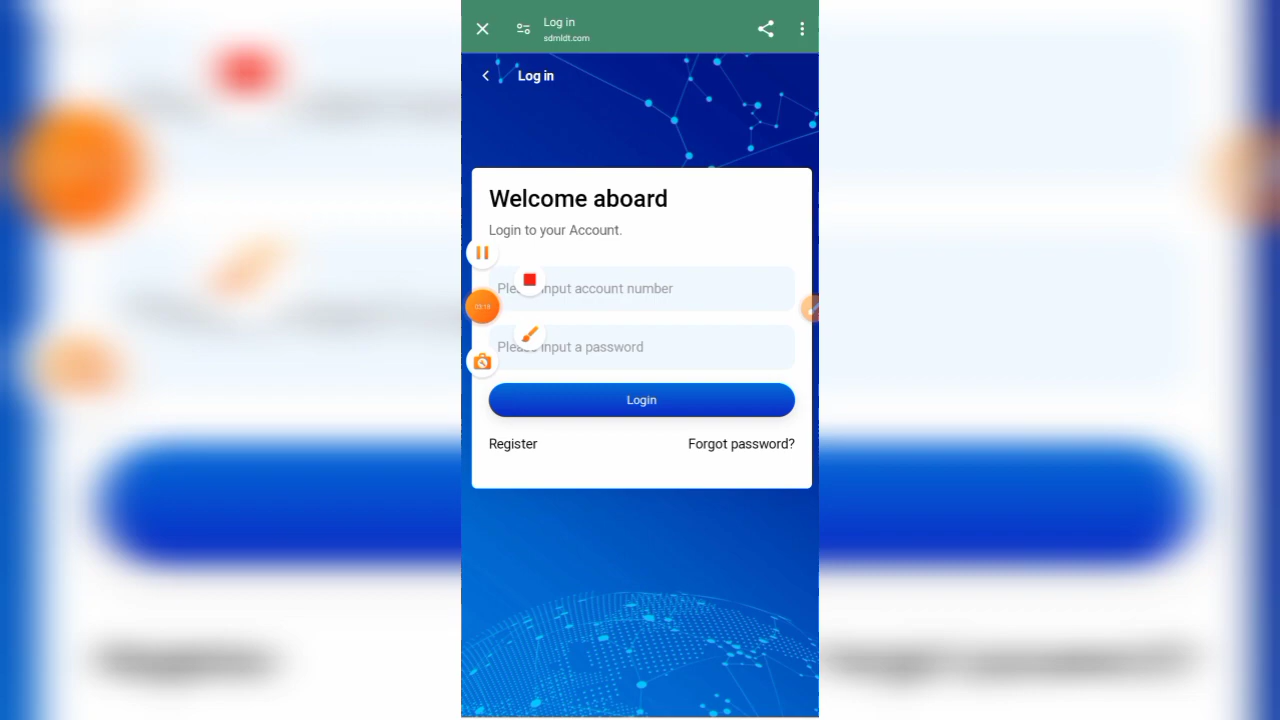 Log in
sdmldt.com
Log in
Welcome aboard
Login to your Account.
input account number
input a password
Login
Register
Forgot password?